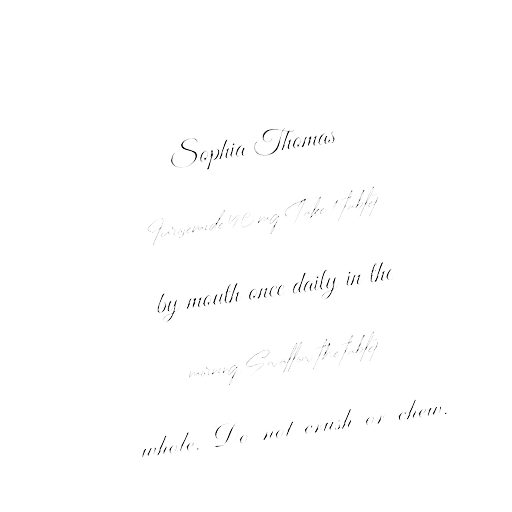 Sophia Thomas
Furosemide 40 mg Take 1 tablet
by mouth once daily in the
morning Swallow the tablet
whole. Do not crush or chew.